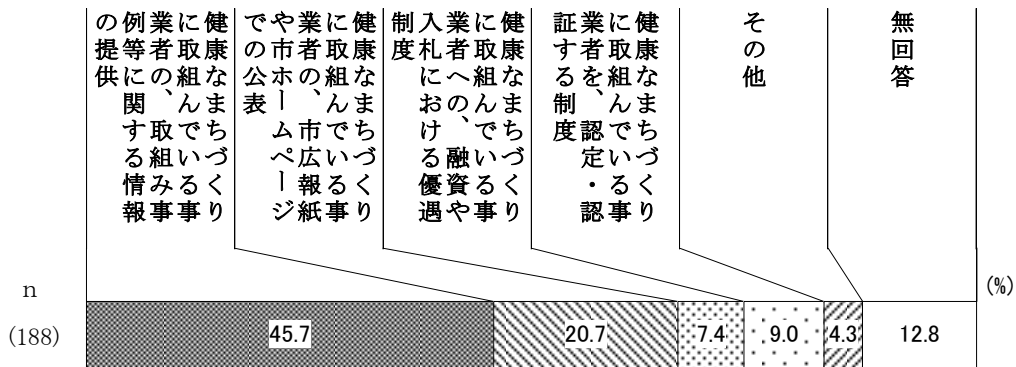 健康なまちづくり
に取組んでいる事
業者の、取組み事
例等に関する情報
の提供
健康なまちづくり
に取組んでいる事
業者の、市広報紙
や市ホームページ
での公表
健康なまちづくり
に取組んでいる事
業者への、融資や
入札における優遇
制度
健康なまちづくり
に取組んでいる事
業者を、認定・認
証する制度
その他
無回答
(%)
n
(188)
45.7
20.7
7.4
9.0
4.3
12.8